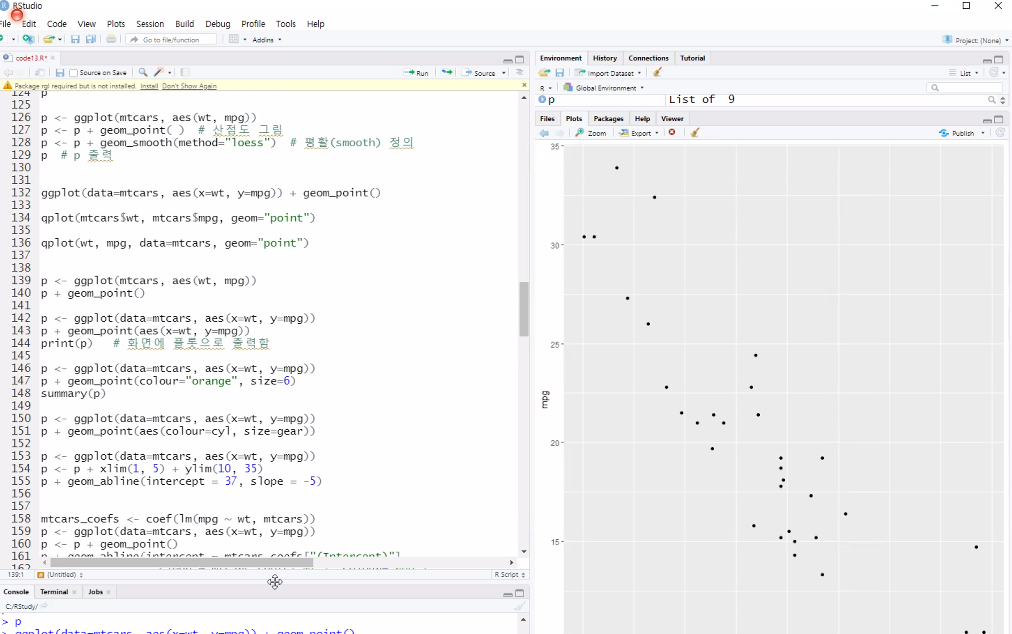 RStudio
File Edit Code View Plots Session Build Debug Profile Tools Help
Go to file/function Addins Project: (None)
code13.R*
Source on Save Run Source
Package rgl required but is not installed. Install Don't Show Again
124 p
125
126 p <- ggplot(mtcars, aes(wt, mpg))
127 p <- p + geom_point( ) # 산점도 그림
128 p <- p + geom_smooth(method="loess") # 평활(smooth) 정의
129 p # p 출력
130
131
132 ggplot(data=mtcars, aes(x=wt, y=mpg)) + geom_point()
133
134 qplot(mtcars$wt, mtcars$mpg, geom="point")
135
136 qplot(wt, mpg, data=mtcars, geom="point")
137
138
139 p <- ggplot(mtcars, aes(wt, mpg))
140 p + geom_point()
141
142 p <- ggplot(data=mtcars, aes(x=wt, y=mpg))
143 p + geom_point(aes(x=wt, y=mpg))
144 print(p) # 화면에 플롯으로 출력함
145
146 p <- ggplot(data=mtcars, aes(x=wt, y=mpg))
147 p + geom_point(colour="orange", size=6)
148 summary(p)
149
150 p <- ggplot(data=mtcars, aes(x=wt, y=mpg))
151 p + geom_point(aes(colour=cyl, size=gear))
152
153 p <- ggplot(data=mtcars, aes(x=wt, y=mpg))
154 p <- p + xlim(1, 5) + ylim(10, 35)
155 p + geom_abline(intercept = 37, slope = -5)
156
157
158 mtcars_coefs <- coef(lm(mpg ~ wt, mtcars))
159 p <- ggplot(data=mtcars, aes(x=wt, y=mpg))
160 p <- p + geom_point()
161 p + geom_abline(intercept = mtcars_coefs["(Intercept)"]
162
139:1 (Untitled) R Script
Console Terminal Jobs
C:/RStudy/
> p
> ggplot(data=mtcars, aes(x=wt, y=mpg)) + geom_point()
Environment History Connections Tutorial
Import Dataset List
R Global Environment
p List of 9
Files Plots Packages Help Viewer
Zoom Export Publish
35
30
25
mpg
20
15